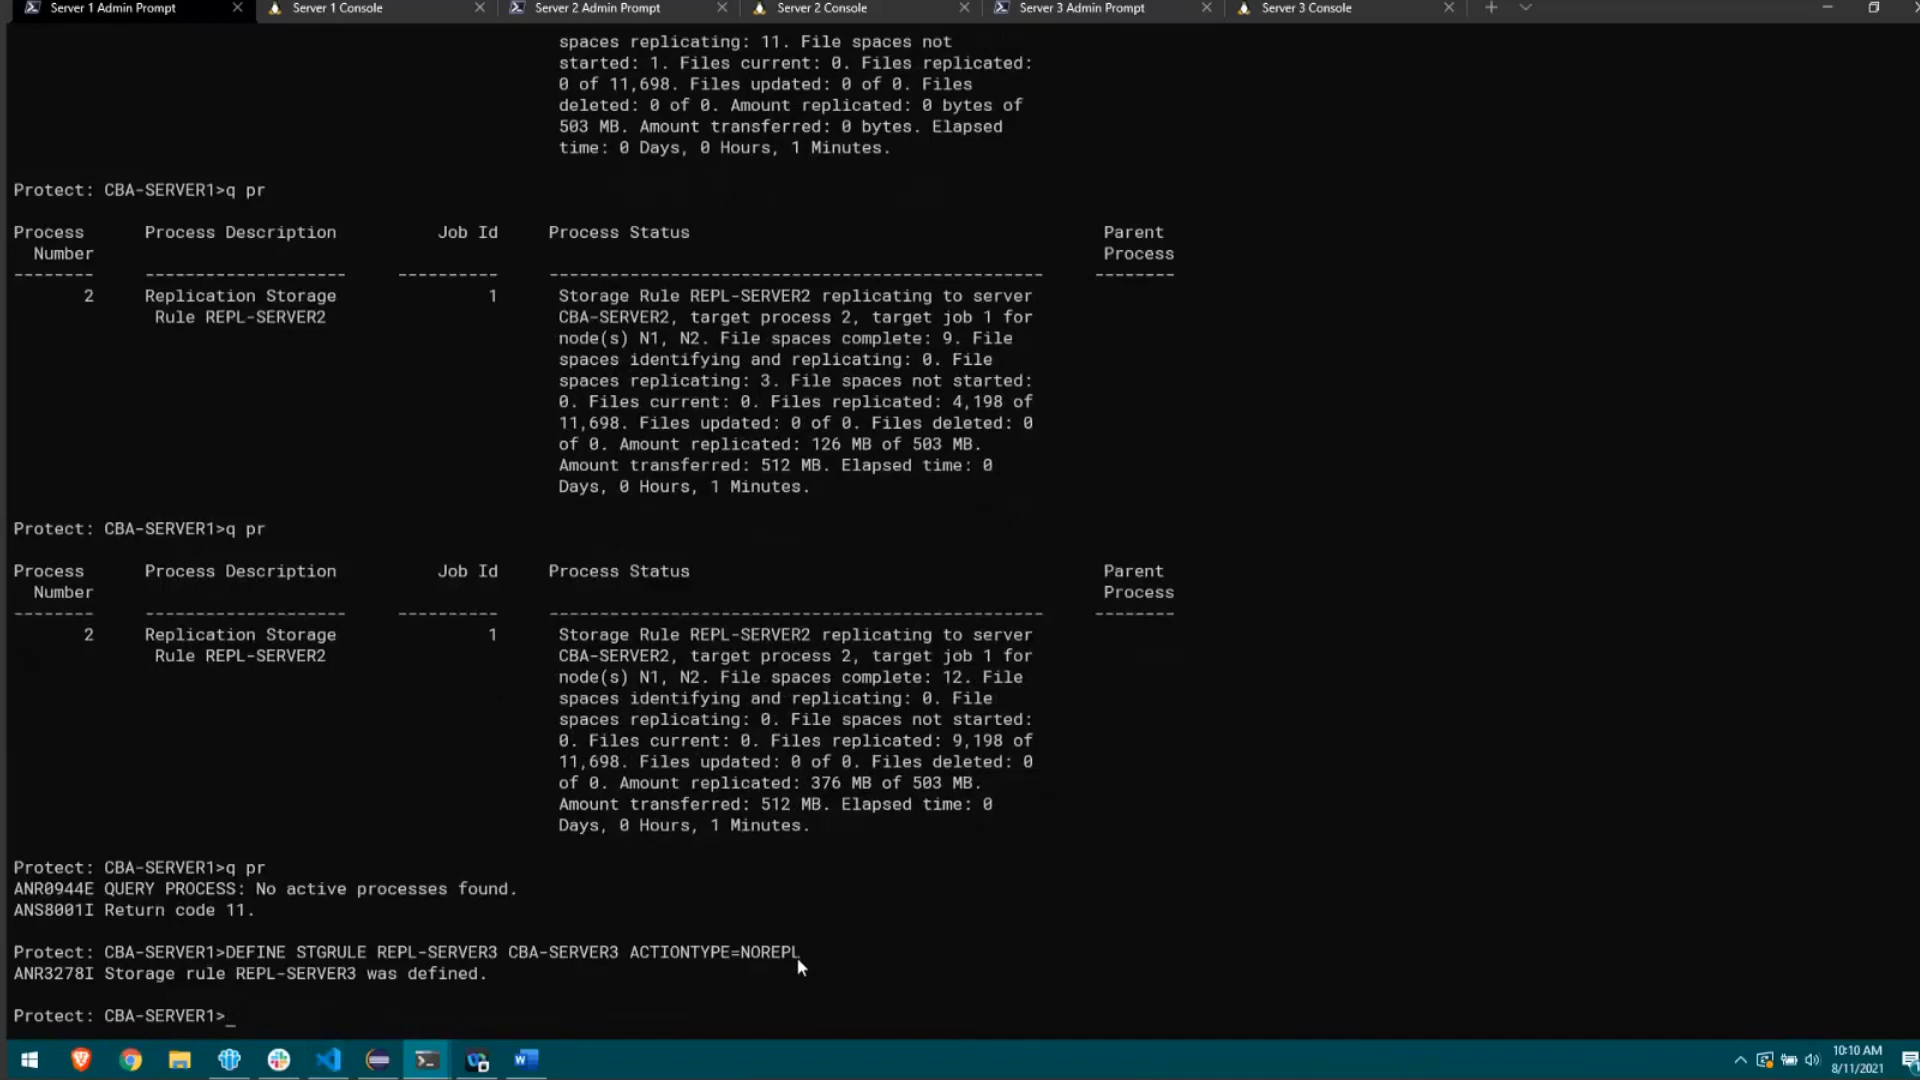 Server 1 Admin Prompt
Server 1 Console
Server 2 Admin Prompt
Server 2 Console
Server 3 Admin Prompt
Server 3 Console
spaces replicating: 11. File spaces not
started: 1. Files current: 0. Files replicated:
0 of 11,698. Files updated: 0 of 0. Files
deleted: 0 of 0. Amount replicated: 0 bytes of
503 MB. Amount transferred: 0 bytes. Elapsed
time: 0 Days, 0 Hours, 1 Minutes.
Protect: CBA-SERVER1>q pr
Process Process Description Job Id Process Status Parent
Number Process
-------- -------------------- ---------- ------------------------------------------------- --------
2 Replication Storage 1 Storage Rule REPL-SERVER2 replicating to server
Rule REPL-SERVER2 CBA-SERVER2, target process 2, target job 1 for
node(s) N1, N2. File spaces complete: 9. File
spaces identifying and replicating: 0. File
spaces replicating: 3. File spaces not started:
0. Files current: 0. Files replicated: 4,198 of
11,698. Files updated: 0 of 0. Files deleted: 0
of 0. Amount replicated: 126 MB of 503 MB.
Amount transferred: 512 MB. Elapsed time: 0
Days, 0 Hours, 1 Minutes.
Protect: CBA-SERVER1>q pr
Process Process Description Job Id Process Status Parent
Number Process
-------- -------------------- ---------- ------------------------------------------------- --------
2 Replication Storage 1 Storage Rule REPL-SERVER2 replicating to server
Rule REPL-SERVER2 CBA-SERVER2, target process 2, target job 1 for
node(s) N1, N2. File spaces complete: 12. File
spaces identifying and replicating: 0. File
spaces replicating: 0. File spaces not started:
0. Files current: 0. Files replicated: 9,198 of
11,698. Files updated: 0 of 0. Files deleted: 0
of 0. Amount replicated: 376 MB of 503 MB.
Amount transferred: 512 MB. Elapsed time: 0
Days, 0 Hours, 1 Minutes.
Protect: CBA-SERVER1>q pr
ANR0944E QUERY PROCESS: No active processes found.
ANS8001I Return code 11.
Protect: CBA-SERVER1>DEFINE STGRULE REPL-SERVER3 CBA-SERVER3 ACTIONTYPE=NOREPL
ANR3278I Storage rule REPL-SERVER3 was defined.
Protect: CBA-SERVER1>_
10:10 AM
8/11/2021